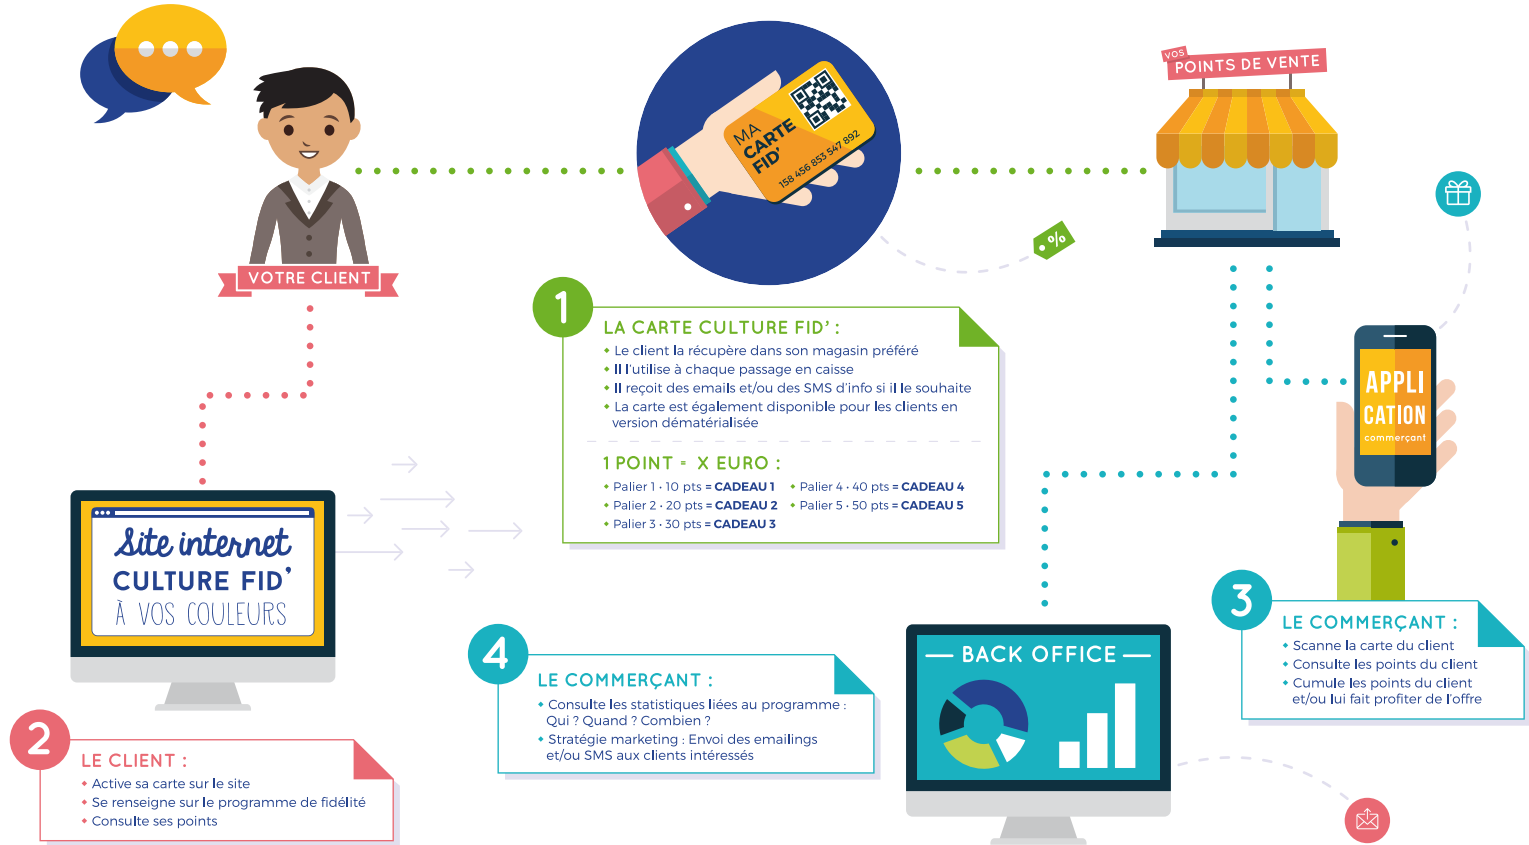 VOS
POINTS DE VENTE
MA
CARTE
FID'
158 456 853 547 892
VOTRE CLIENT
1
LA CARTE CULTURE FID' :
Le client la récupère dans son magasin préféré
Il l'utilise à chaque passage en caisse
Il reçoit des emails et/ou des SMS d'info si il le souhaite
La carte est également disponible pour les clients en
version dématérialisée
1 POINT = X EURO :
Palier 1 • 10 pts = CADEAU 1
Palier 2 • 20 pts = CADEAU 2
Palier 3 • 30 pts = CADEAU 3
Palier 4 • 40 pts = CADEAU 4
Palier 5 • 50 pts = CADEAU 5
%
APPLI
CATION
commerçant
Site internet
CULTURE FID'
À VOS COULEURS
2
LE CLIENT :
Active sa carte sur le site
Se renseigne sur le programme de fidélité
Consulte ses points
3
LE COMMERÇANT :
Scanne la carte du client
Consulte les points du client
Cumule les points du client
et/ou lui fait profiter de l'offre
4
LE COMMERÇANT :
Consulte les statistiques liées au programme :
Qui ? Quand ? Combien ?
Stratégie marketing : Envoi des emailings
et/ou SMS aux clients intéressés
BACK OFFICE